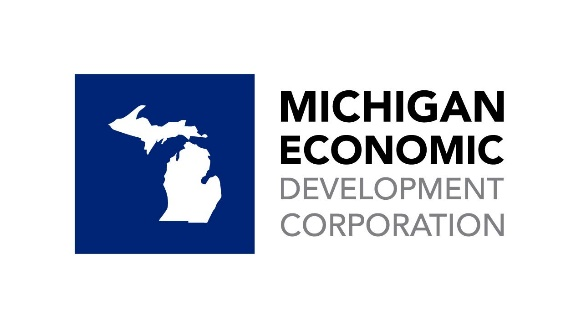 MICHIGAN
ECONOMIC
DEVELOPMENT
CORPORATION